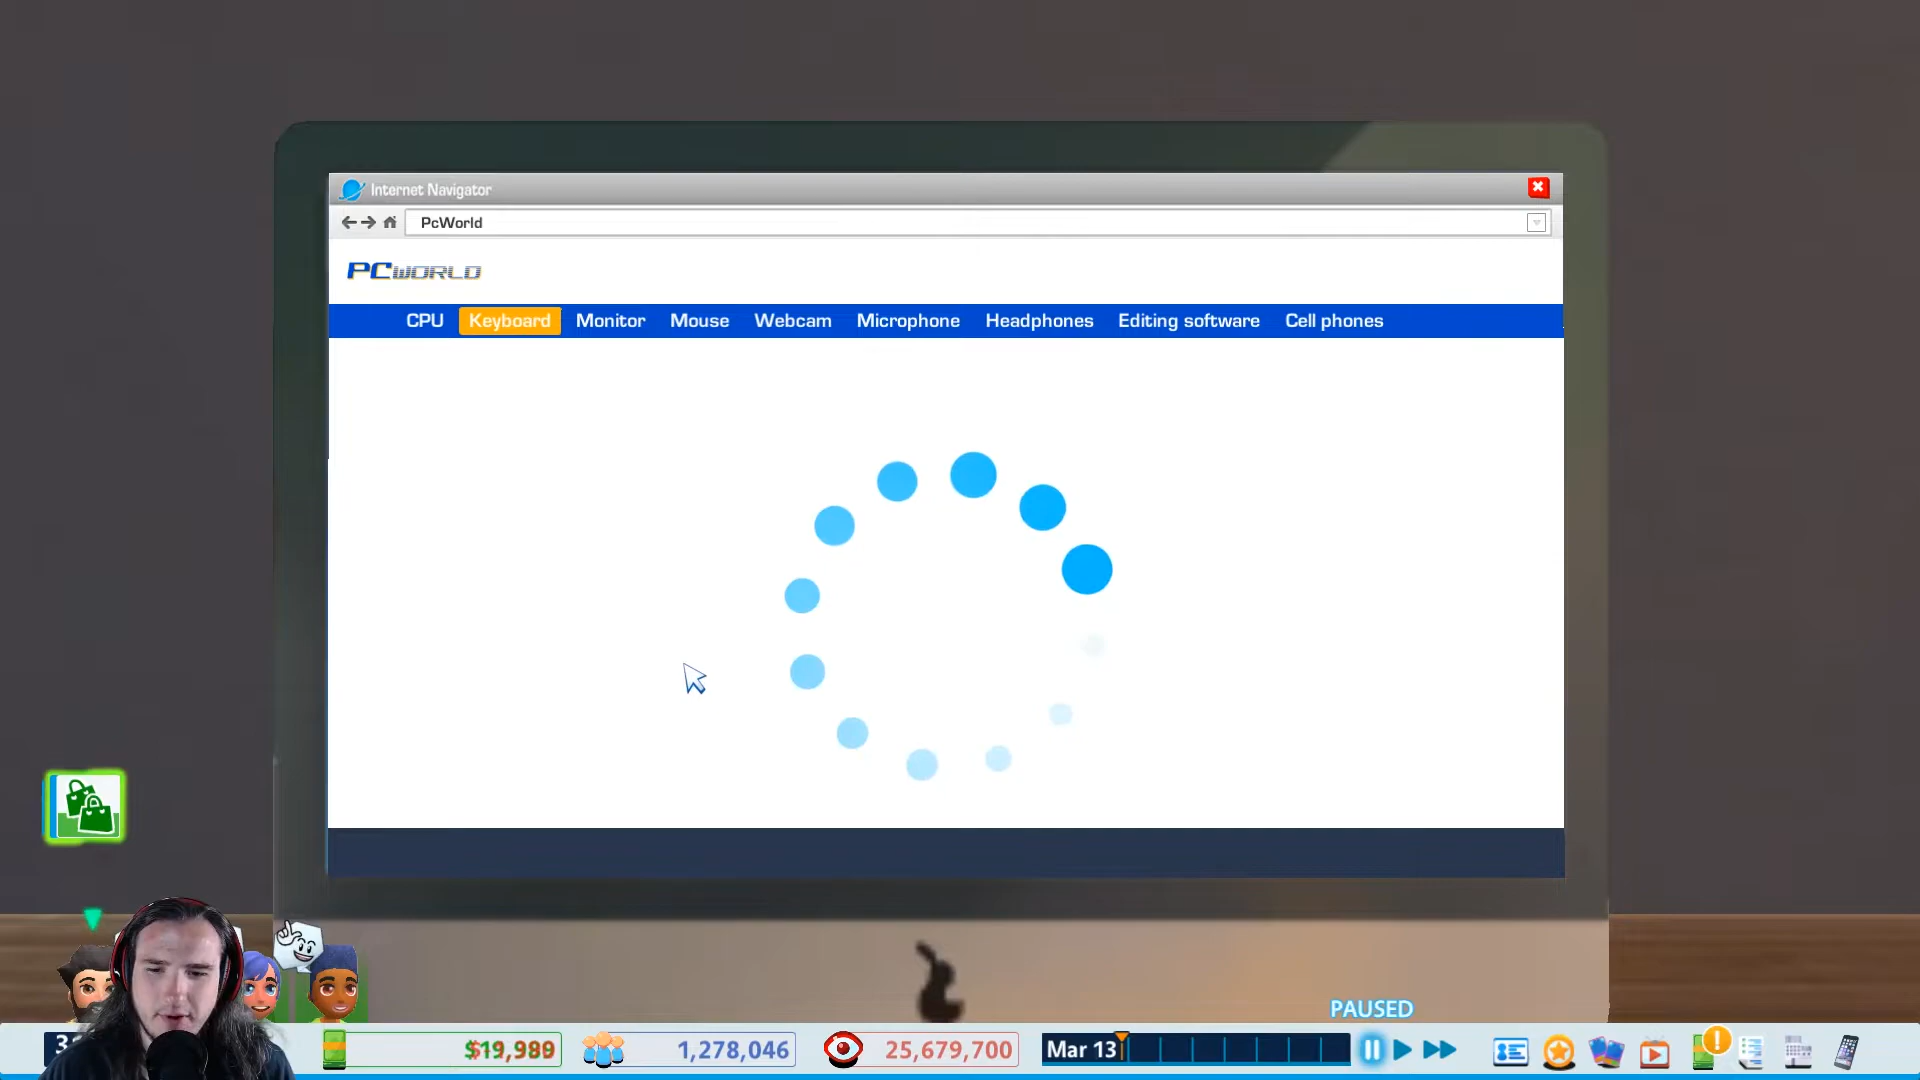 Internet Navigator
PcWorld
PCWORLD
CPU Keyboard Monitor Mouse Webcam Microphone Headphones Editing software Cell phones
PAUSED
$19,989 1,278,046 25,679,700 Mar 13